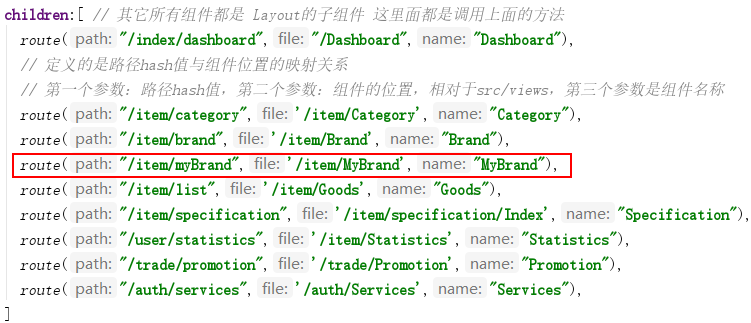 children:[ // 其它所有组件都是 Layout的子组件 这里面都是调用上面的方法
route( path: "/index/dashboard", file: "/Dashboard", name: "Dashboard"),
// 定义的是路径hash值与组件位置的映射关系
// 第一个参数: 路径hash值, 第二个参数: 组件的位置, 相对于src/views, 第三个参数是组件名称
route( path: "/item/category", file: '/item/Category', name: "Category"),
route( path: "/item/brand", file: '/item/Brand', name: "Brand"),
route( path: "/item/myBrand", file: '/item/MyBrand', name: "MyBrand"),
route( path: "/item/list", file: '/item/Goods', name: "Goods"),
route( path: "/item/specification", file: '/item/specification/Index', name: "Specification"),
route( path: "/user/statistics", file: '/item/Statistics', name: "Statistics"),
route( path: "/trade/promotion", file: '/trade/Promotion', name: "Promotion"),
route( path: "/auth/services", file: '/auth/Services', name: "Services"),
]